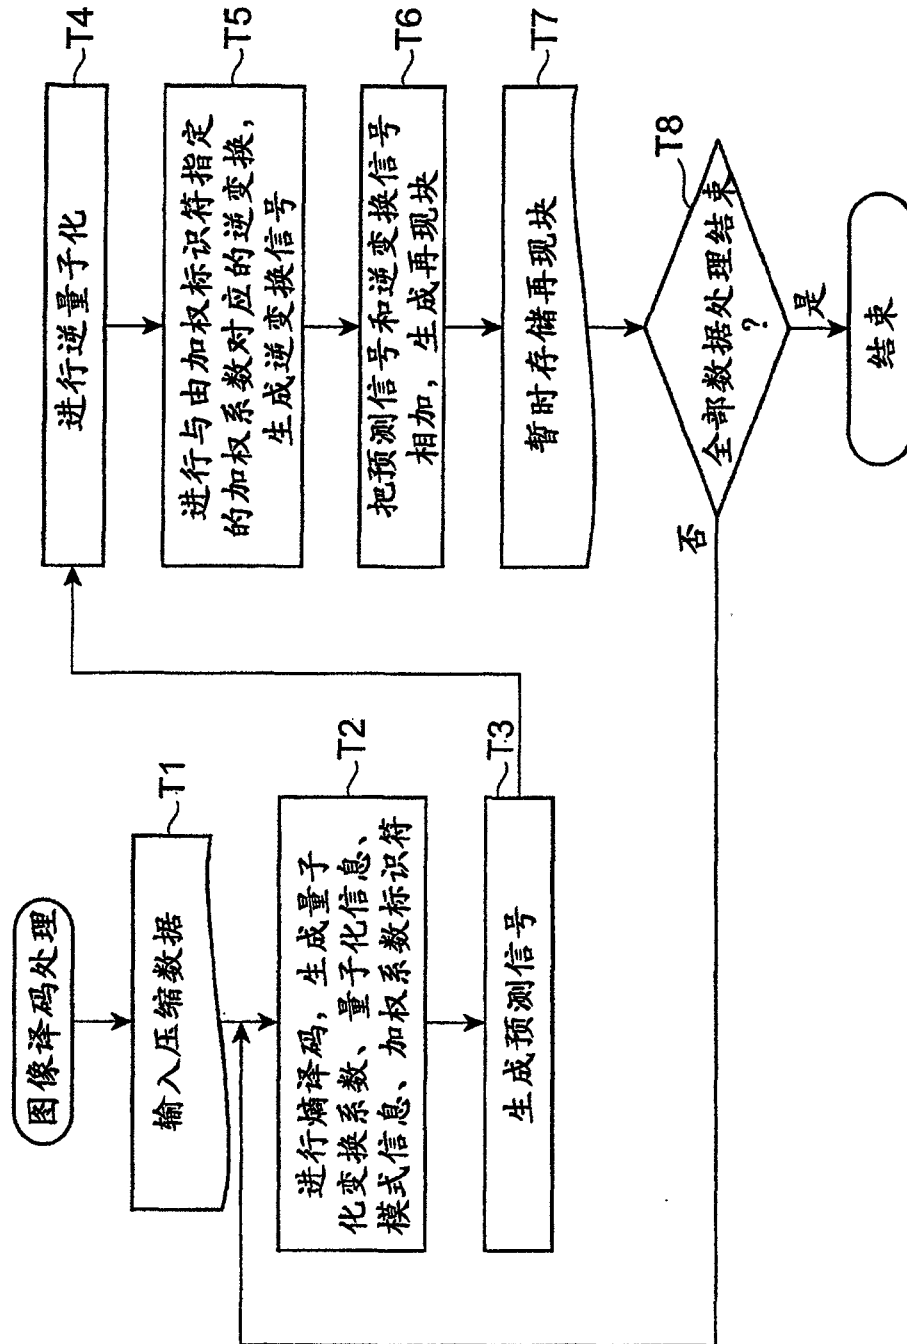 图像译码处理
T1
输入压缩数据
T2
进行熵译码，生成量子
化变换系数、量子化信息、
模式信息、加权系数标识符
T3
生成预测信号
T4
进行逆量子化
T5
进行与由加权标识符指定
的加权系数对应的逆变换，
生成逆变换信号
T6
把预测信号和逆变换信号
相加，生成再现块
T7
暂时存储再现块
T8
全部数据处理结束
？
否
是
结束